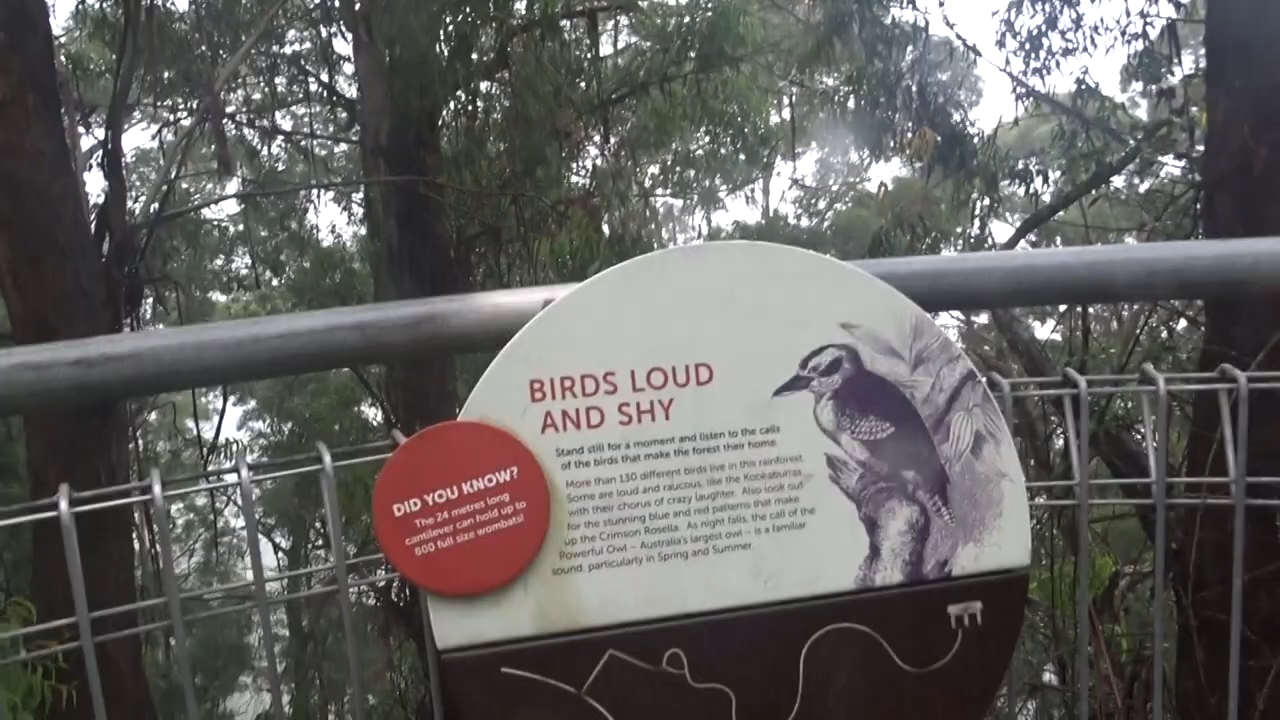 BIRDS LOUD
AND SHY
Stand still for a moment and listen to the calls
of the birds that make the forest their home.
More than 130 different birds live in this rainforest.
Some are loud and raucous, like the Kookaburras
with their chorus of crazy laughter. Also look out
for the stunning blue and red patterns that make
up the Crimson Rosella. As night falls, the call of the
Powerful Owl – Australia's largest owl – is a familiar
sound, particularly in Spring and Summer.
DID YOU KNOW?
The 24 metres long
cantilever can hold up to
600 full size wombats!